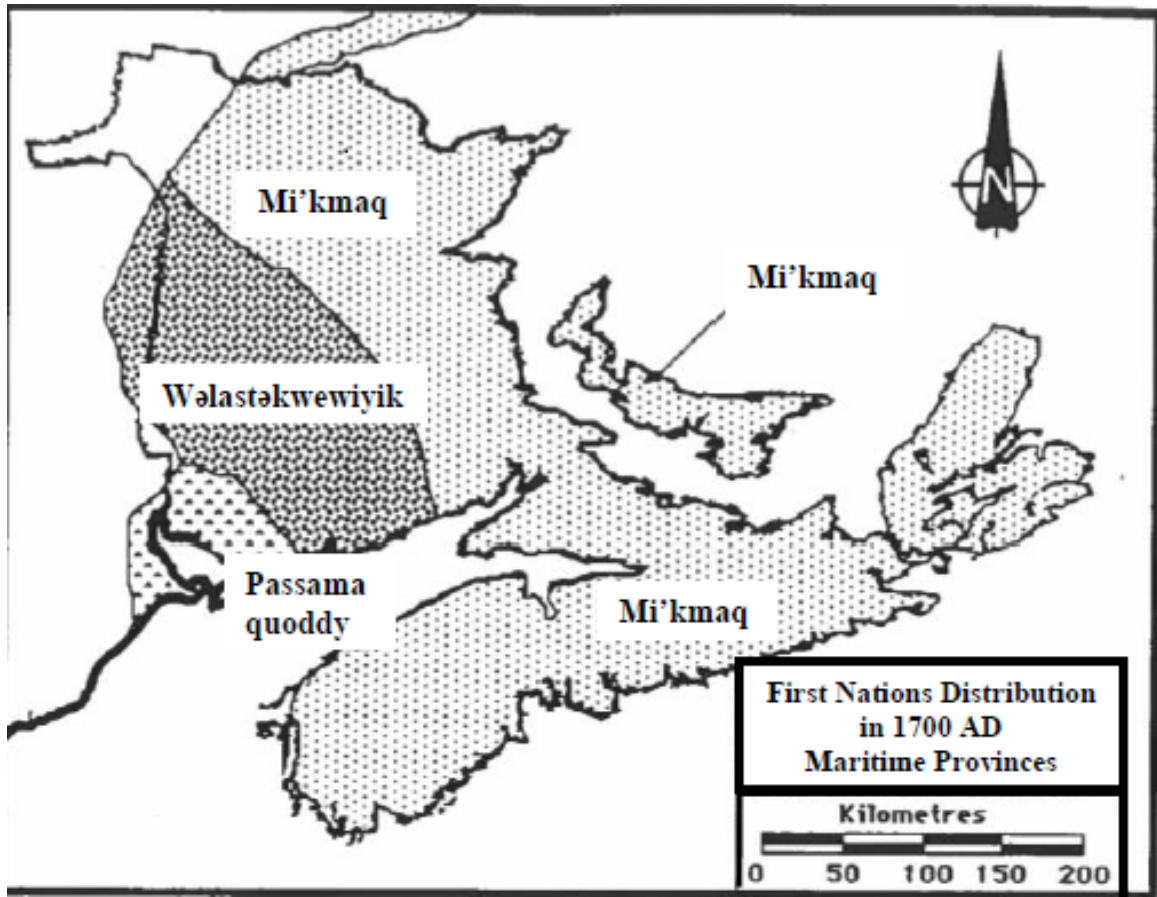 Mi’kmaq
Mi’kmaq
Wəlastəkwewiyik
Passama
quoddy
Mi’kmaq
N
First Nations Distribution
in 1700 AD
Maritime Provinces
Kilometres
0 50 100 150 200